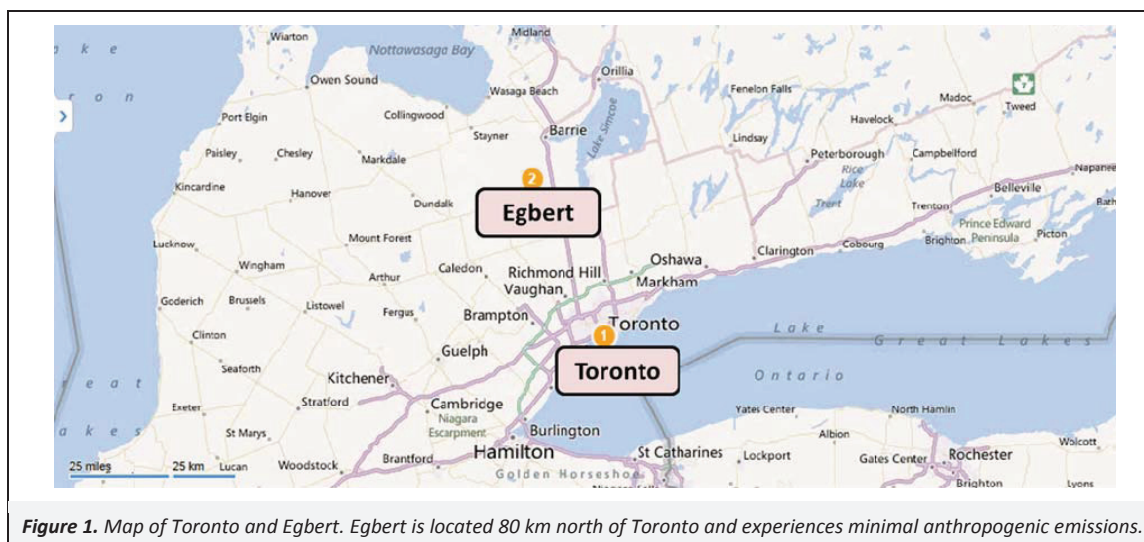 Wiarton
Midland
a k e
Nottawasaga Bay
Orillia
r o n
Owen Sound
Wasaga Beach
Fenelon Falls
7
Madoc
Tweed
>
Port Elgin
Collingwood
Stayner
Barrie
Lake Simcoe
Lindsay
Havelock
Paisley
Chesley
Markdale
Peterborough
Campbellford
Napanee
Kincardine
Hanover
Dundalk
2
Rice
Lake
Trent
Belleville
Trenton
Bath
Egbert
Prince Edward
Peninsula
Picton
Brighton
Lucknow
Mount Forest
Clarington
Cobourg
Wingham
Arthur
Caledon
Richmond Hill
Oshawa
Markham
Vaughan
Goderich
Brussels
Listowel
Fergus
Brampton
Toronto
1
Lake
Great Lakes
Clinton
Guelph
Toronto
Ontario
Seaforth
Kitchener
r e a t
Exeter
Stratford
Cambridge
Niagara
Escarpment
Yates Center
North Hamlin
a k e s
St Marys
Burlington
Hamilton
St Catharines
Lockport
Albion
Gates Center
Rochester
Wolcott
25 miles
25 km
Lucan
Woodstock
Brantford
Golden Horseshoe
Niagara Falls
Brighton
Lyons
Figure 1. Map of Toronto and Egbert. Egbert is located 80 km north of Toronto and experiences minimal anthropogenic emissions.